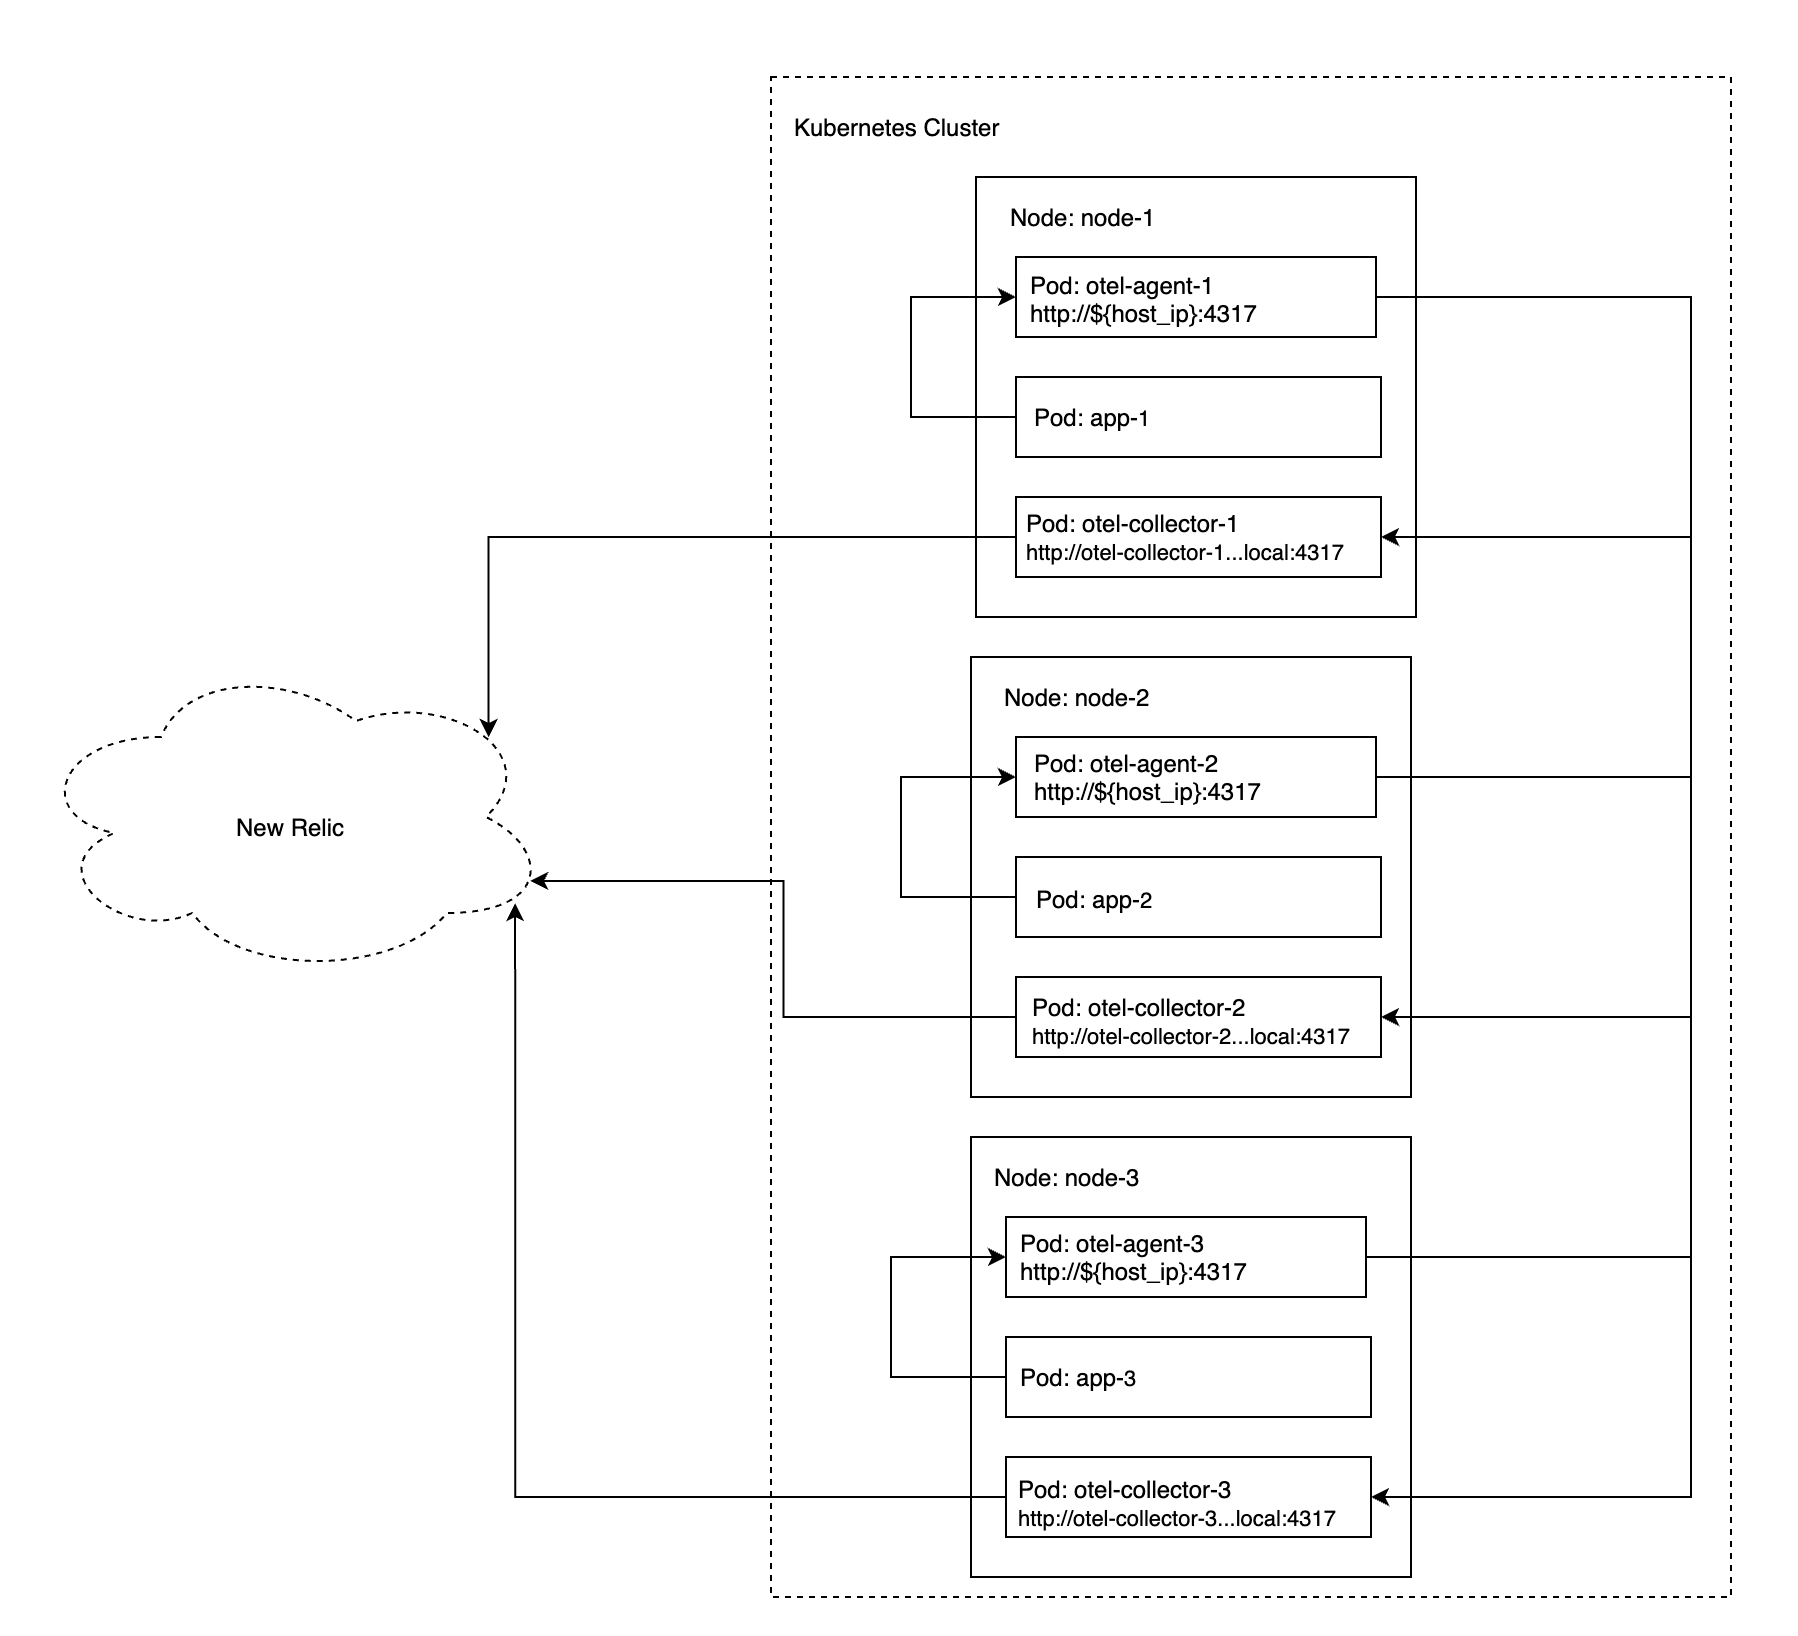 Kubernetes Cluster
Node: node-1
Pod: otel-agent-1
http://${host_ip}:4317
Pod: app-1
Pod: otel-collector-1
http://otel-collector-1...local:4317
Node: node-2
Pod: otel-agent-2
http://${host_ip}:4317
New Relic
Pod: app-2
Pod: otel-collector-2
http://otel-collector-2...local:4317
Node: node-3
Pod: otel-agent-3
http://${host_ip}:4317
Pod: app-3
Pod: otel-collector-3
http://otel-collector-3...local:4317